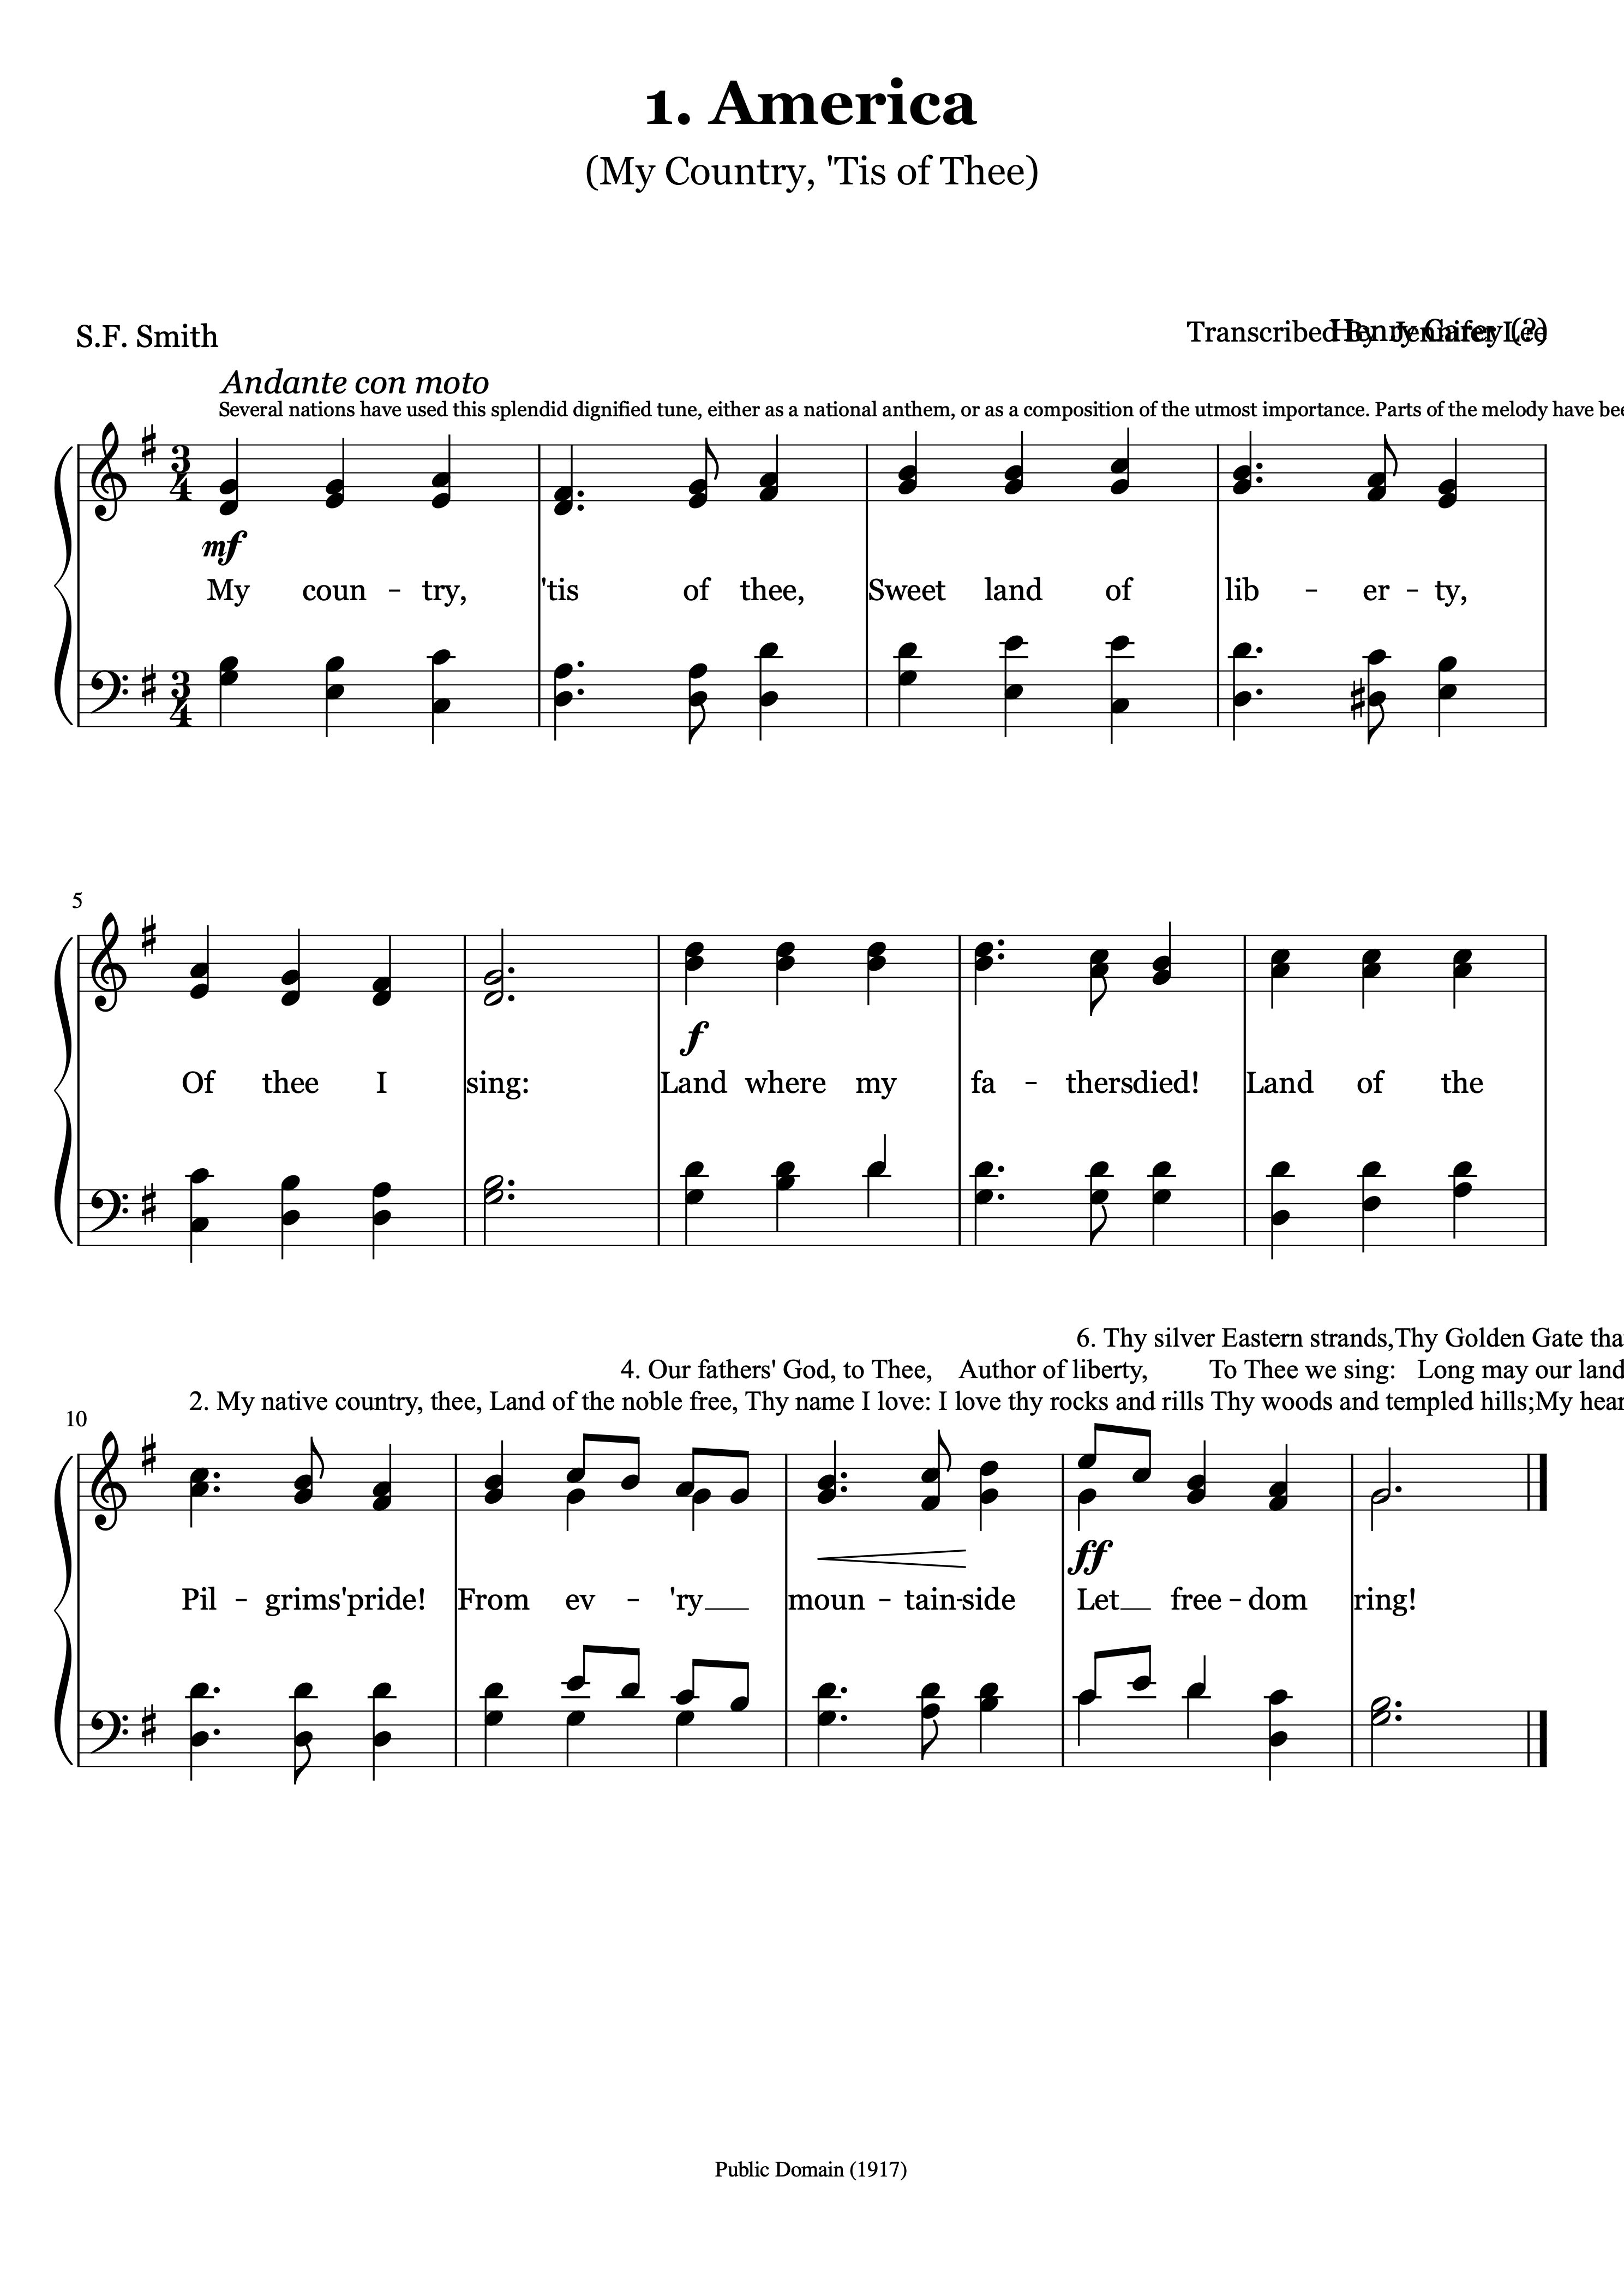 1. America
(My Country, 'Tis of Thee)
S.F. Smith
Transcribed By Jennifer Lee
Henry Carey (?)
Andante con moto
Several nations have used this splendid dignified tune, either as a national anthem, or as a composition of the utmost importance. Parts of the melody have bee
3 4
mf
My coun - try, 'tis of thee, Sweet land of lib - er - ty,
3 4
5
f
Of thee I sing: Land where my fa - thers died! Land of the
6. Thy silver Eastern strands,Thy Golden Gate tha
4. Our fathers' God, to Thee, Author of liberty, To Thee we sing: Long may our land
2. My native country, thee, Land of the noble free, Thy name I love: I love thy rocks and rills Thy woods and templed hills;My hear
10
ff
Pil - grims' pride! From ev - 'ry moun - tain - side Let free - dom ring!
Public Domain (1917)